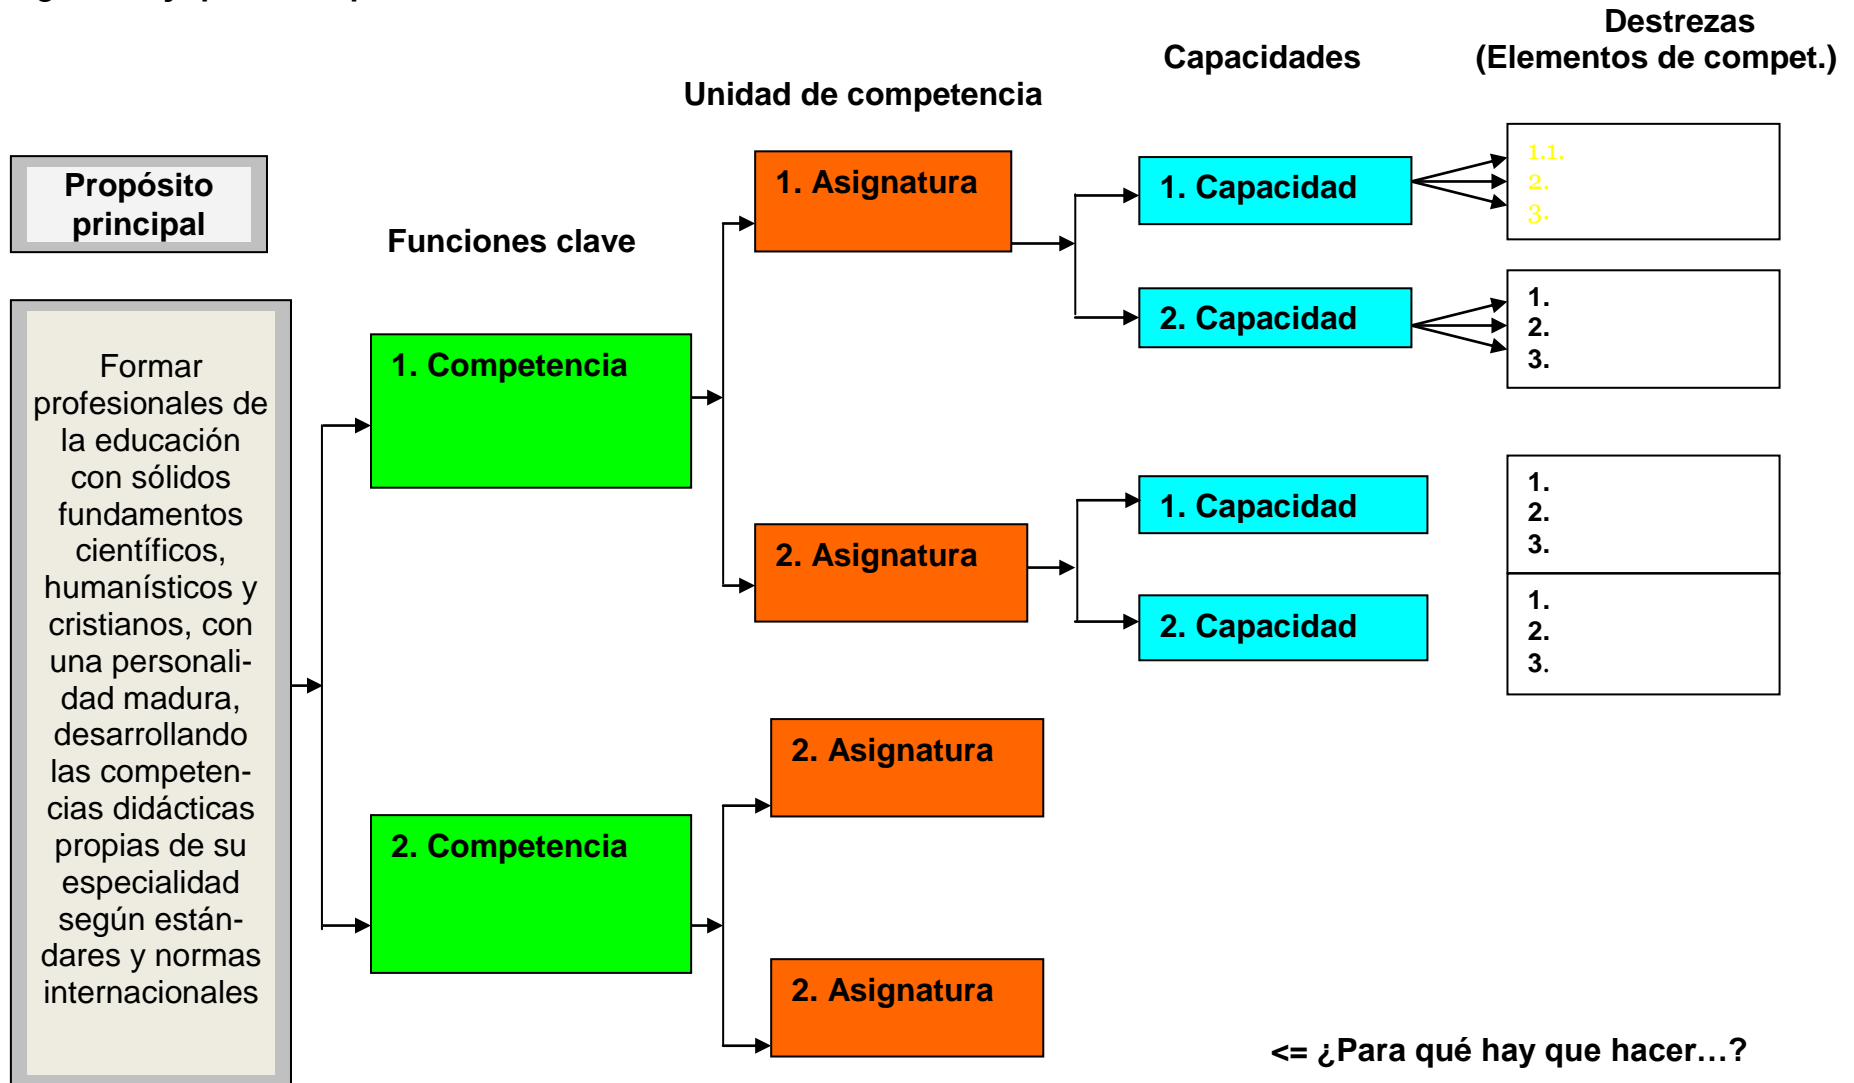 Destrezas
(Elementos de compet.)
Capacidades
Unidad de competencia
Propósito
principal
Funciones clave
Formar
profesionales de
la educación
con sólidos
fundamentos
científicos,
humanísticos y
cristianos, con
una personali-
dad madura,
desarrollando
las competen-
cias didácticas
propias de su
especialidad
según están-
dares y normas
internacionales
1. Competencia
2. Competencia
1. Asignatura
2. Asignatura
2. Asignatura
2. Asignatura
1. Capacidad
2. Capacidad
1. Capacidad
2. Capacidad
1.1.
2.
3.
1.
2.
3.
1.
2.
3.
1.
2.
3.
<= ¿Para qué hay que hacer…?